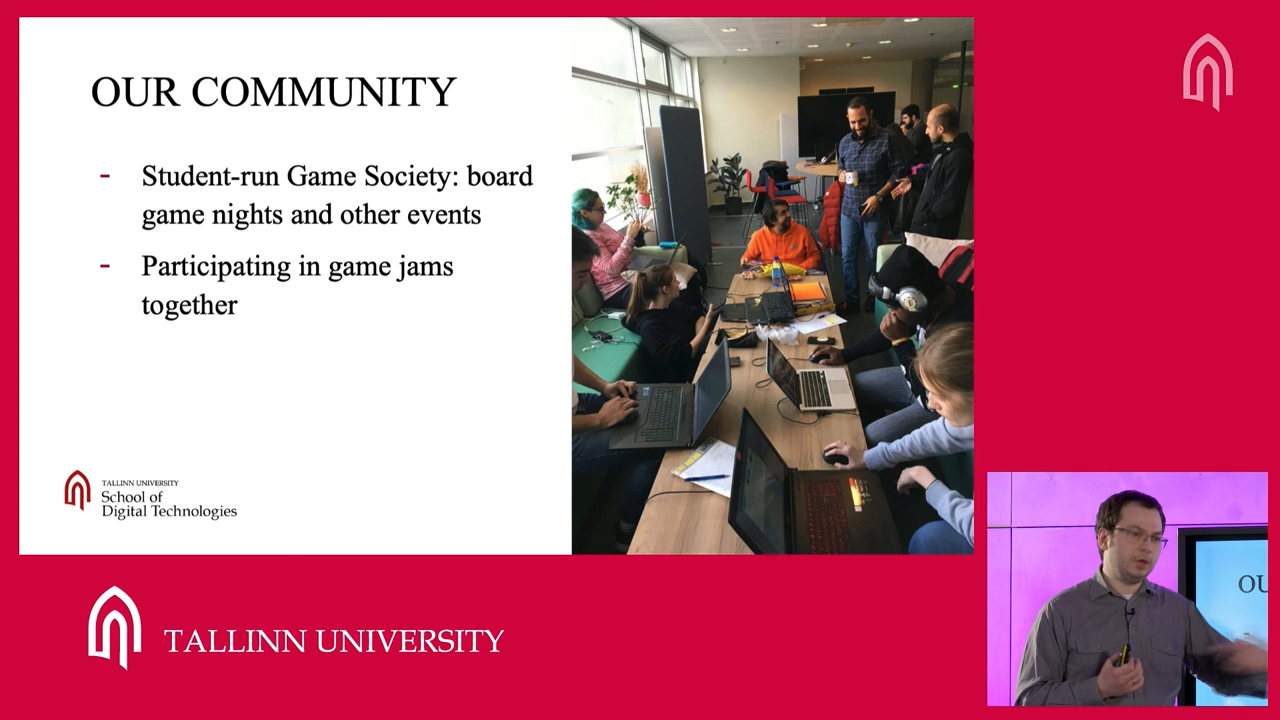 OUR COMMUNITY
- Student-run Game Society: board
game nights and other events
- Participating in game jams
together
TALLINN UNIVERSITY
School of
Digital Technologies
OU
TALLINN UNIVERSITY